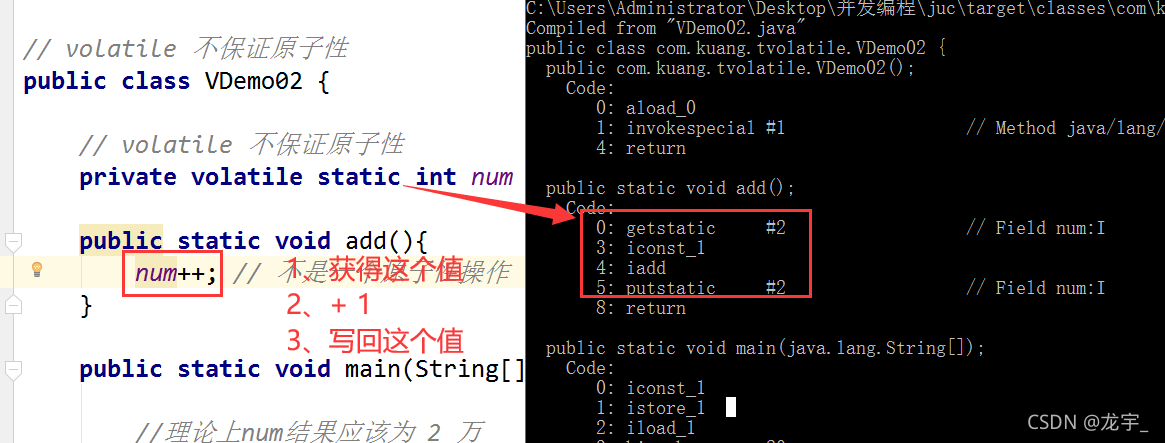 // volatile 不保证原子性
public class VDemo02 {
// volatile 不保证原子性
private volatile static int num
public static void add(){
num++; // 不是一个原子性操作
}
public static void main(String[]
//理论上num结果应该为 2 万
1、获得这个值
2、+ 1
3、写回这个值
C:\Users\Administrator\Desktop\并发编程\juc\target\classes\com\k
Compiled from "VDemo02.java"
public class com.kuang.tvolatile.VDemo02 {
public com.kuang.tvolatile.VDemo02();
Code:
0: aload_0
1: invokespecial #1 // Method java/lang/
4: return
public static void add();
Code:
0: getstatic #2 // Field num:I
3: iconst_1
4: iadd
5: putstatic #2 // Field num:I
8: return
public static void main(java.lang.String[]);
Code:
0: iconst_1
1: istore_1
2: iload_1
CSDN @龙宇_